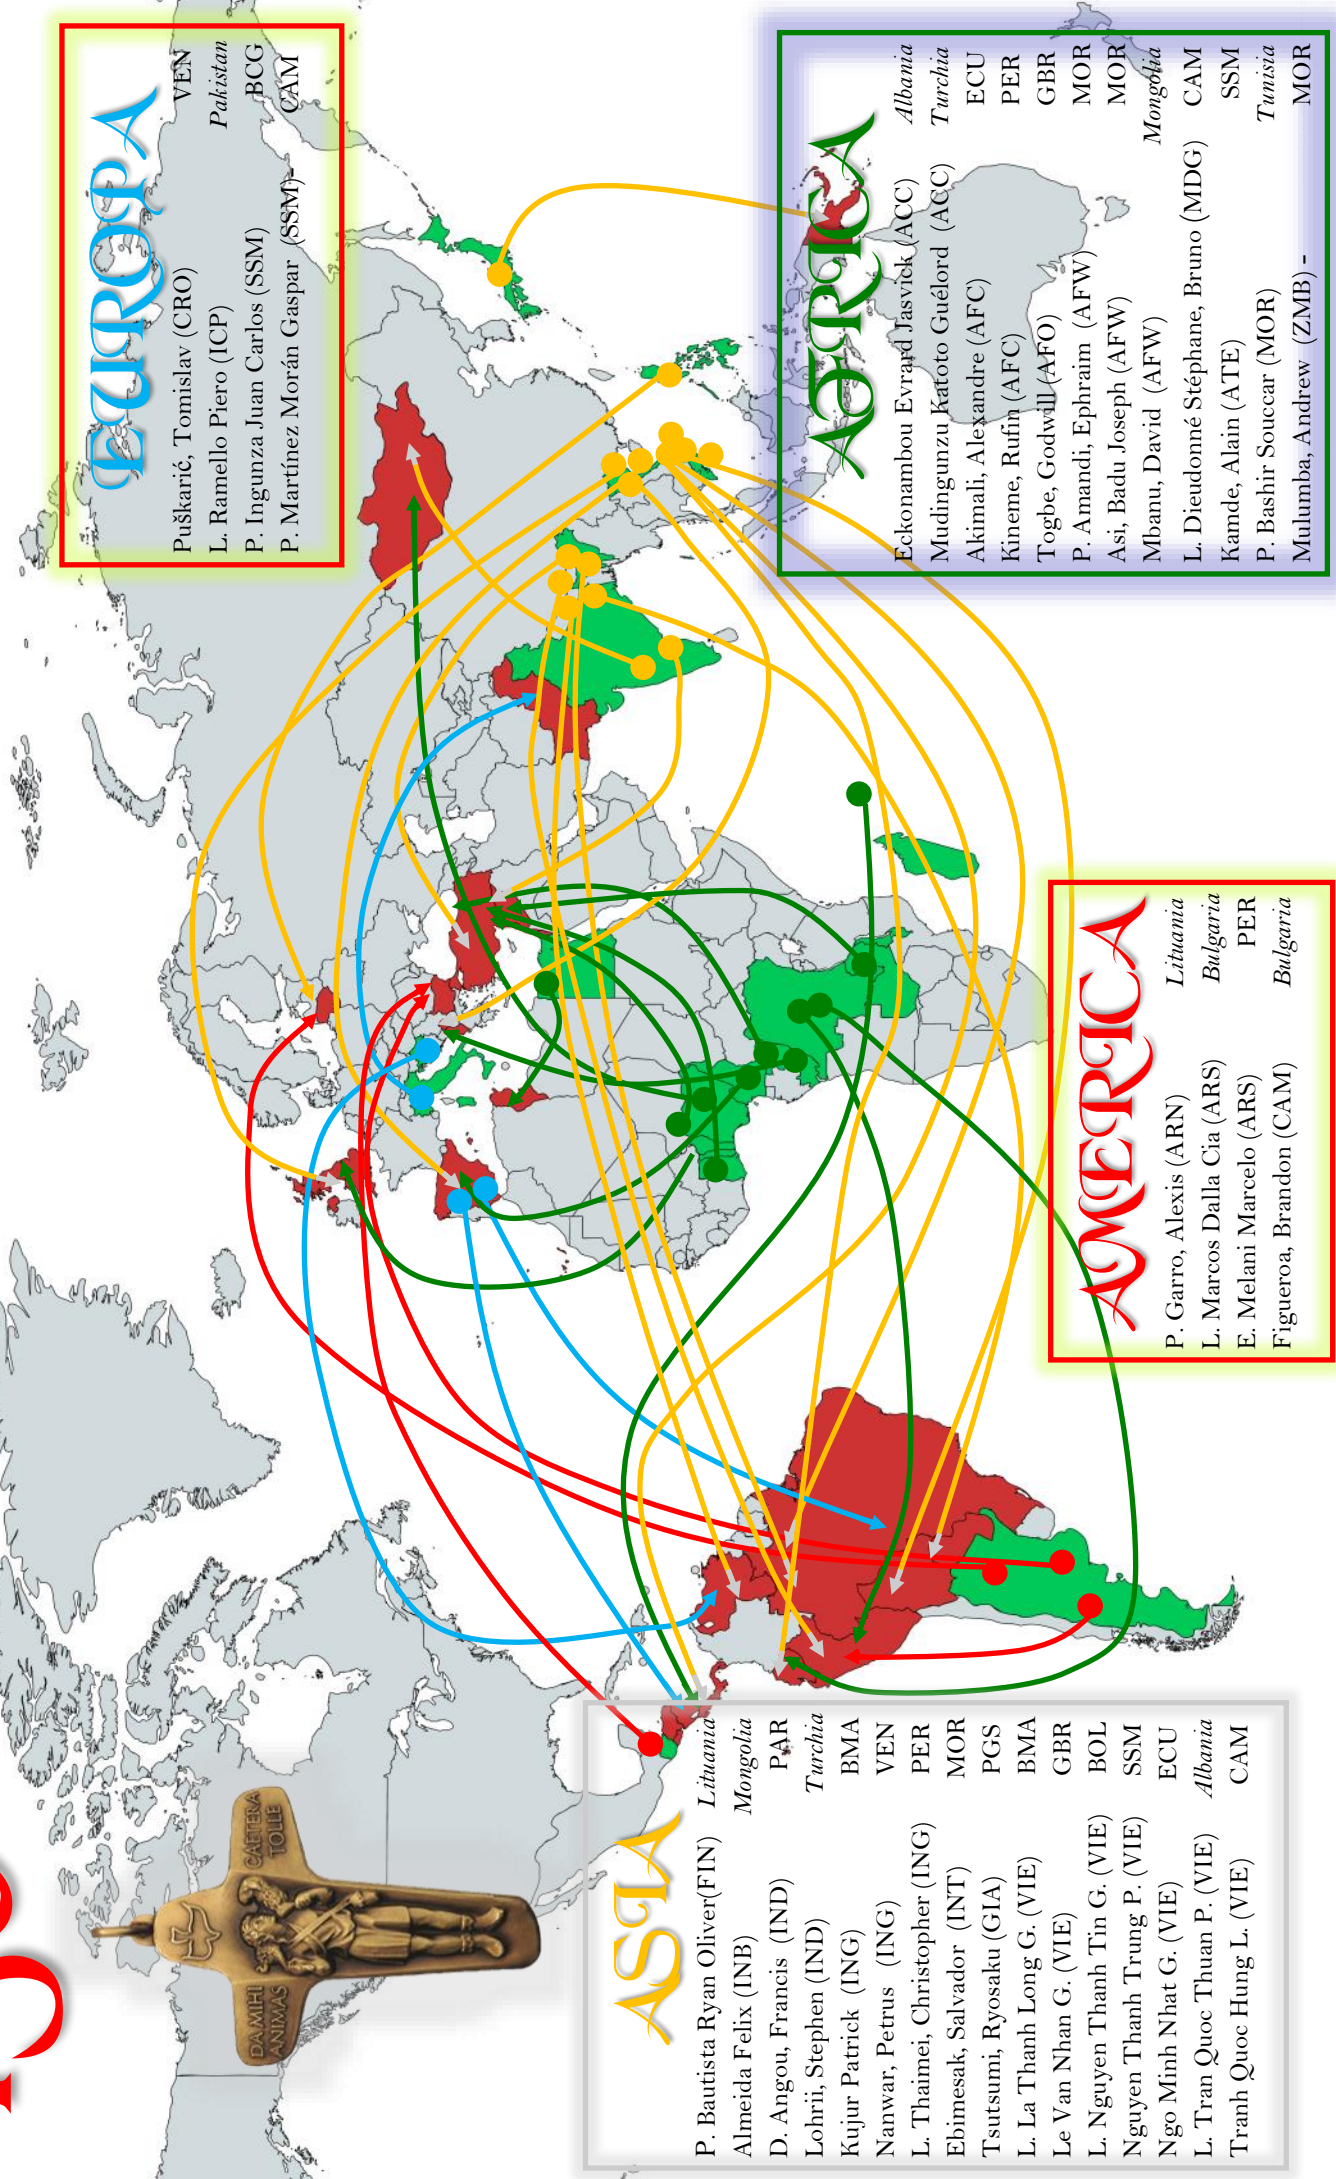 DA MIHI
ANIMAS
CAETERA
TOLLE
EUROPA
Puškarić, Tomislav (CRO) VEN
L. Ramello Piero (ICP) Pakistan
P. Ingunza Juan Carlos (SSM) BCG
P. Martínez Morán Gaspar (SSM)- CAM
ASIA
P. Bautista Ryan Oliver(FIN) Lituania
Almeida Felix (INB) Mongolia
D. Angou, Francis (IND) PAR
Lohrii, Stephen (IND) Turchia
Kujur Patrick (ING) BMA
Nanwar, Petrus (ING) VEN
L. Thaimei, Christopher (ING) PER
Ebimesak, Salvador (INT) MOR
Tsutsumi, Ryosaku (GIA) PGS
L. La Thanh Long G. (VIE) BMA
Le Van Nhan G. (VIE) GBR
L. Nguyen Thanh Tin G. (VIE) BOL
Nguyen Thanh Trung P. (VIE) SSM
Ngo Minh Nhat G. (VIE) ECU
L. Tran Quoc Thuan P. (VIE) Albania
Tranh Quoc Hung L. (VIE) CAM
AMERICA
P. Garro, Alexis (ARN) Lituania
L. Marcos Dalla Cia (ARS) Bulgaria
E. Melani Marcelo (ARS) PER
Figueroa, Brandon (CAM) Bulgaria
AFRICA
Eckonambou Evrard Jasvick (ACC) Albania
Mudingunzu Katoto Guélord (ACC) Turchia
Akimali, Alexandre (AFC) ECU
Kineme, Rufin (AFC) PER
Togbe, Godwill (AFO) GBR
P. Amandi, Ephraim (AFW) MOR
Asi, Badu Joseph (AFW) MOR
Mbanu, David (AFW) Mongolia
L. Dieudonné Stéphane, Bruno (MDG) CAM
Kamde, Alain (ATE) SSM
P. Bashir Souccar (MOR) Tunisia
Mulumba, Andrew (ZMB) - MOR